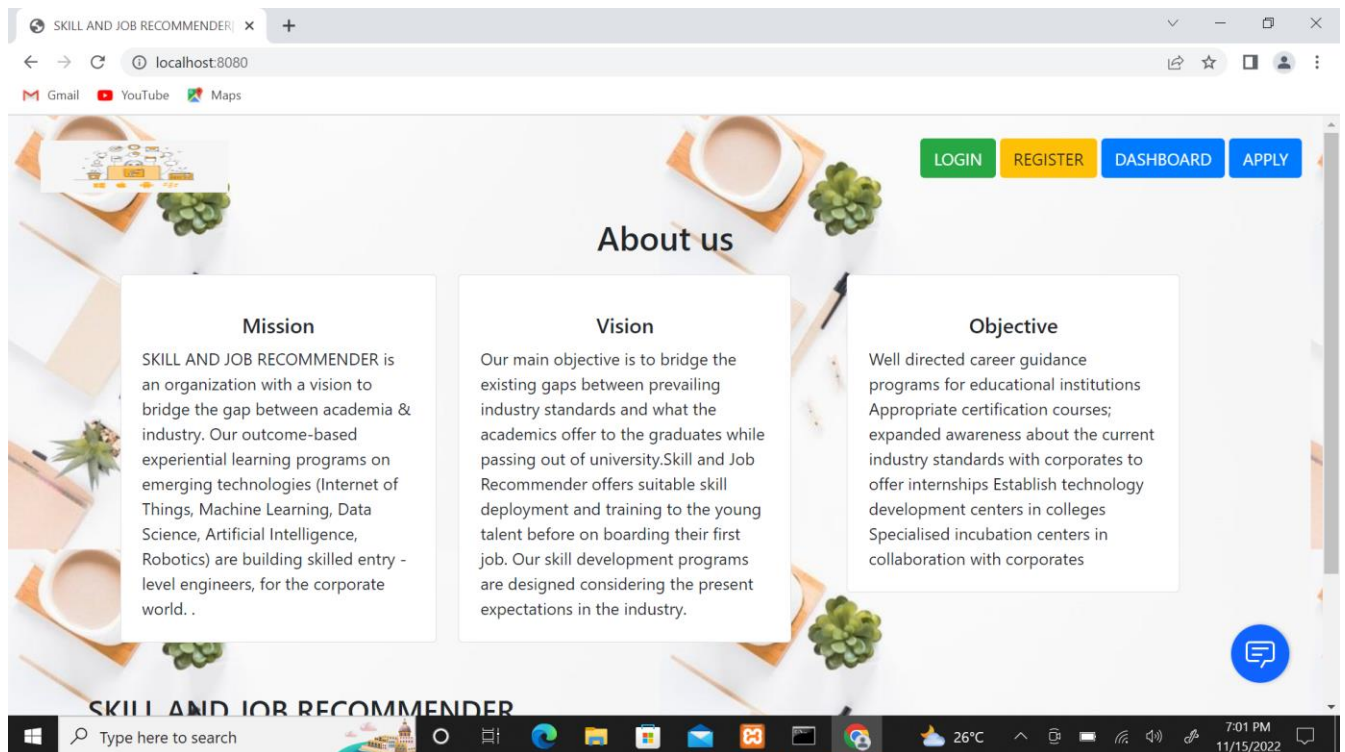 SKILL AND JOB RECOMMENDER
localhost:8080
Gmail YouTube Maps
LOGIN REGISTER DASHBOARD APPLY
About us
Mission
SKILL AND JOB RECOMMENDER is
an organization with a vision to
bridge the gap between academia &
industry. Our outcome-based
experiential learning programs on
emerging technologies (Internet of
Things, Machine Learning, Data
Science, Artificial Intelligence,
Robotics) are building skilled entry -
level engineers, for the corporate
world. .
Vision
Our main objective is to bridge the
existing gaps between prevailing
industry standards and what the
academics offer to the graduates while
passing out of university.Skill and Job
Recommender offers suitable skill
deployment and training to the young
talent before on boarding their first
job. Our skill development programs
are designed considering the present
expectations in the industry.
Objective
Well directed career guidance
programs for educational institutions
Appropriate certification courses;
expanded awareness about the current
industry standards with corporates to
offer internships Establish technology
development centers in colleges
Specialised incubation centers in
collaboration with corporates
SKILL AND JOB RECOMMENDER
Type here to search
26°C
7:01 PM
11/15/2022